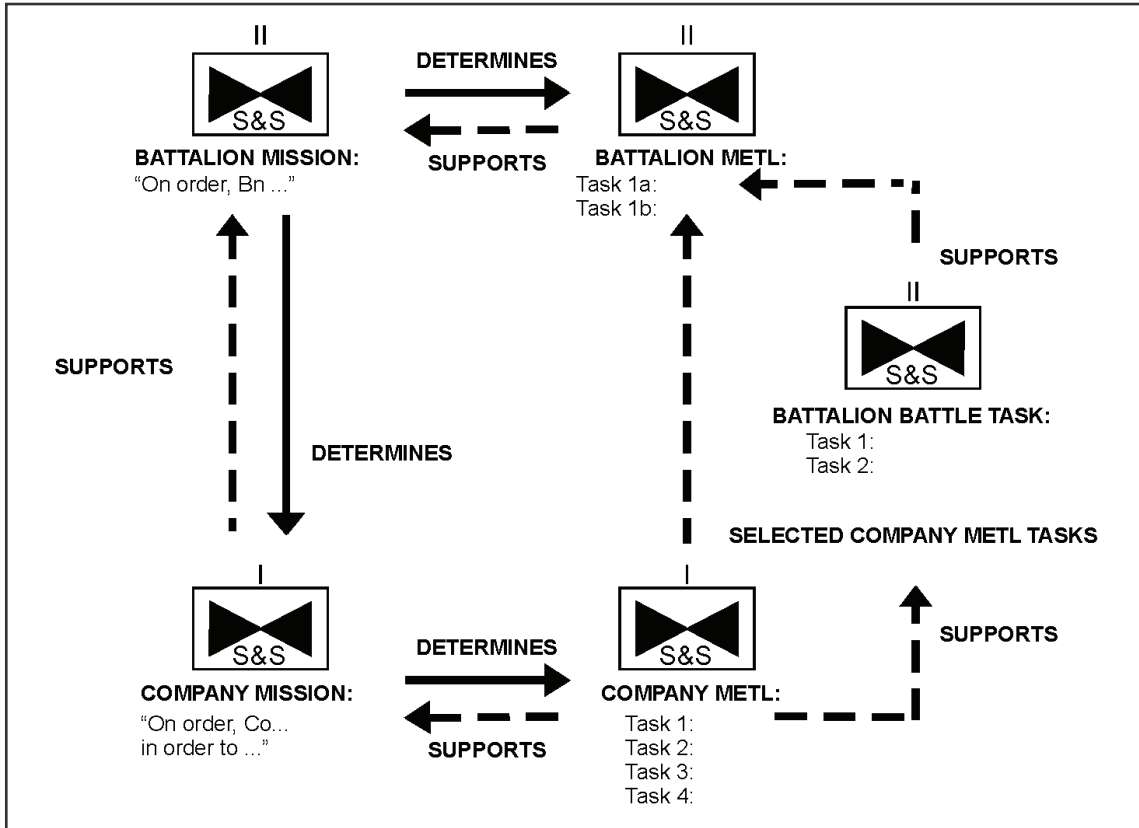 II
S&S
BATTALION MISSION:
“On order, Bn ...”
DETERMINES
SUPPORTS
II
S&S
BATTALION METL:
Task 1a:
Task 1b:
SUPPORTS
II
S&S
BATTALION BATTLE TASK:
Task 1:
Task 2:
SUPPORTS
DETERMINES
SELECTED COMPANY METL TASKS
SUPPORTS
I
S&S
COMPANY MISSION:
“On order, Co...
in order to ...”
DETERMINES
SUPPORTS
I
S&S
COMPANY METL:
Task 1:
Task 2:
Task 3:
Task 4: